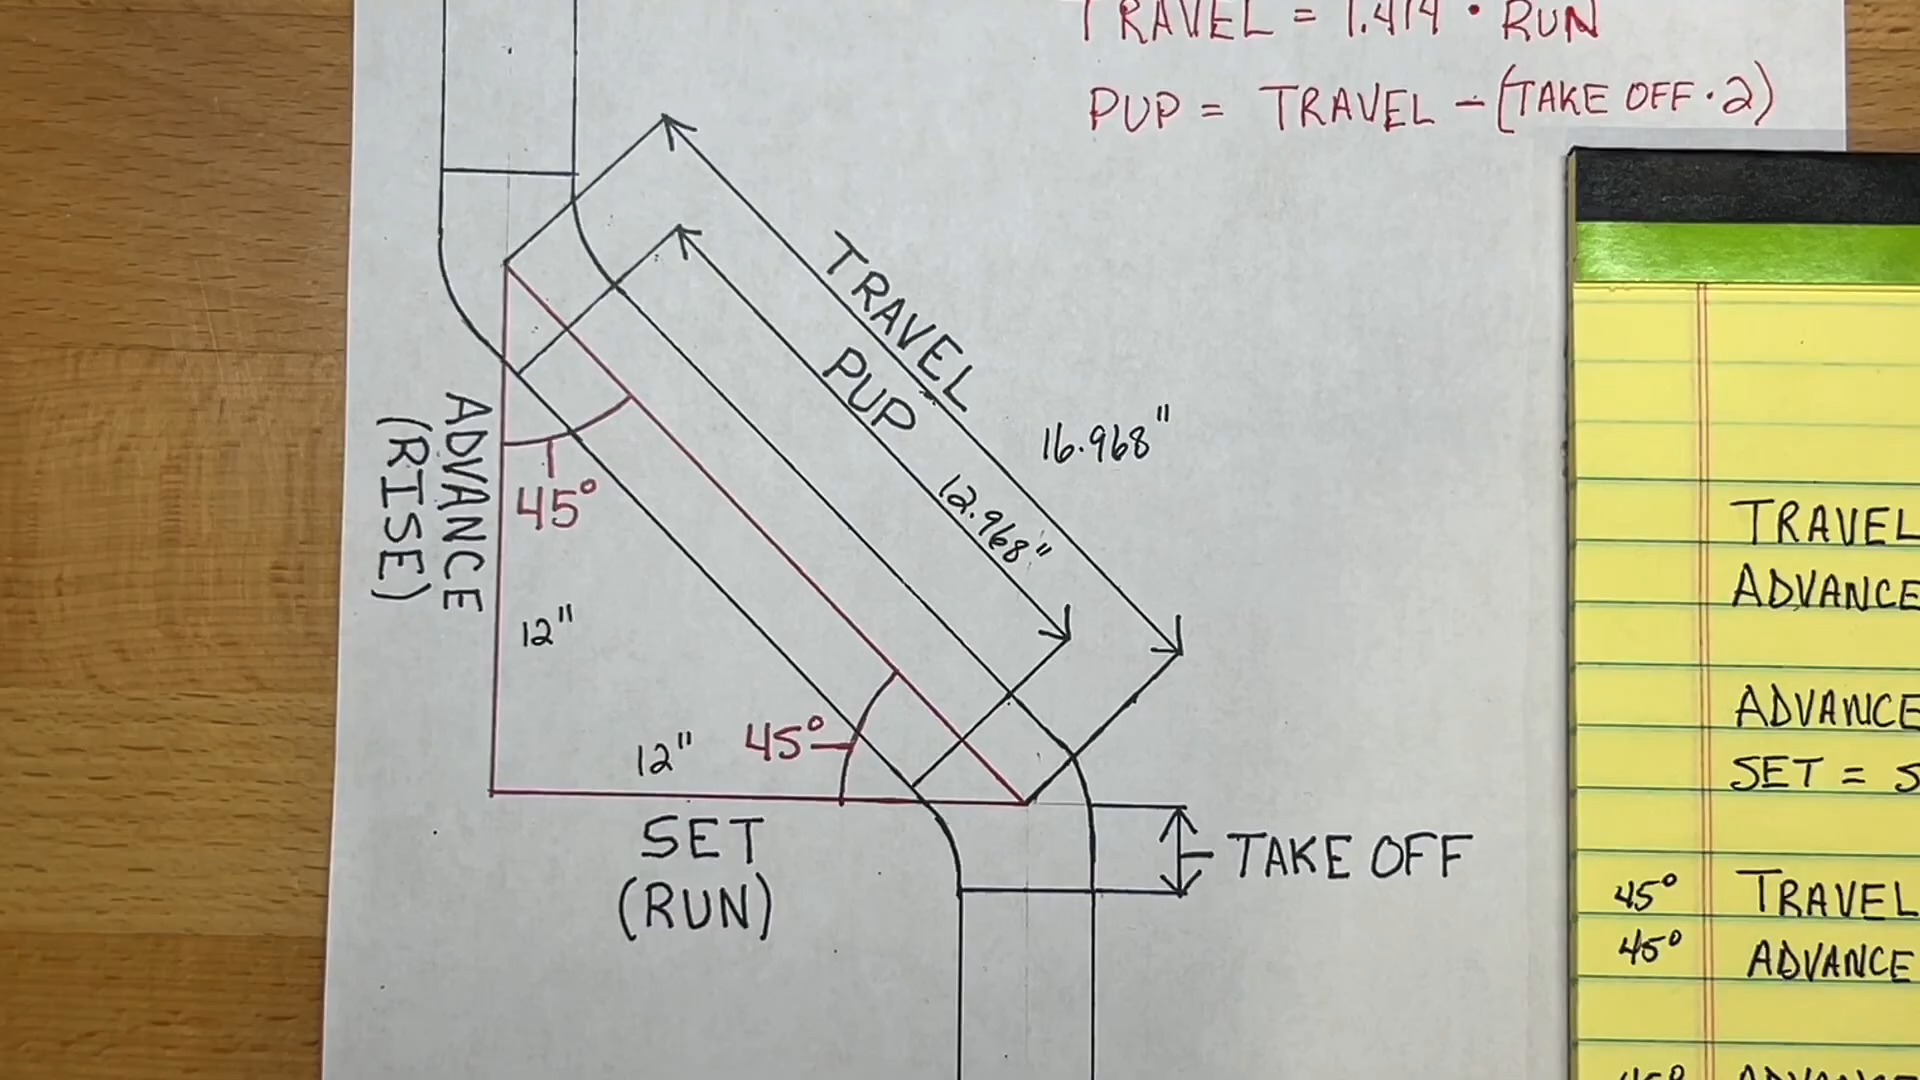 TRAVEL = 1.414 · RUN
PUP = TRAVEL - (TAKE OFF · 2)
TRAVEL
PUP
16.968"
12.968"
ADVANCE
(RISE)
45°
12"
12"
45°
SET
(RUN)
TAKE OFF
TRAVEL
ADVANCE
ADVANCE
SET = S
45° TRAVEL
45° ADVANCE